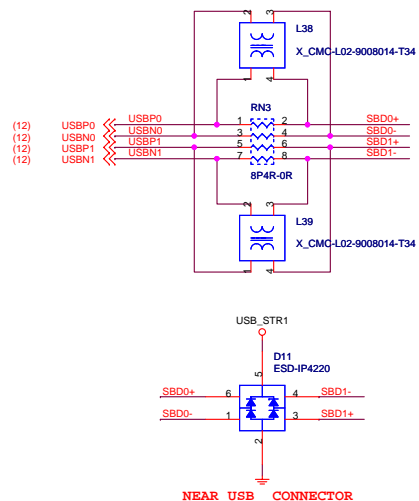 2 3
L38
X_CMC-L02-9008014-T34
1 4
RN3
(12) USBP0 USBP0 1 2 SBD0+
(12) USBN0 USBN0 3 4 SBD0-
(12) USBP1 USBP1 5 6 SBD1+
(12) USBN1 USBN1 7 8 SBD1-
8P4R-0R
2 3
L39
X_CMC-L02-9008014-T34
1 4
USB_STR1
D11
ESD-IP4220
5
SBD0+ 6 4 SBD1-
SBD0- 1 3 SBD1+
2
NEAR USB CONNECTOR